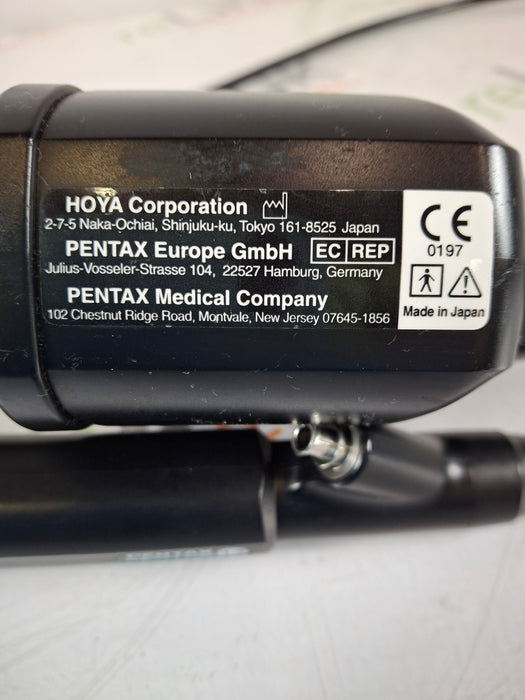 HOYA Corporation
2-7-5 Naka-Ochiai, Shinjuku-ku, Tokyo 161-8525 Japan
PENTAX Europe GmbH EC REP
Julius-Vosseler-Strasse 104, 22527 Hamburg, Germany
PENTAX Medical Company
102 Chestnut Ridge Road, Montvale, New Jersey 07645-1856
CE
0197
Made in Japan
PENTAX